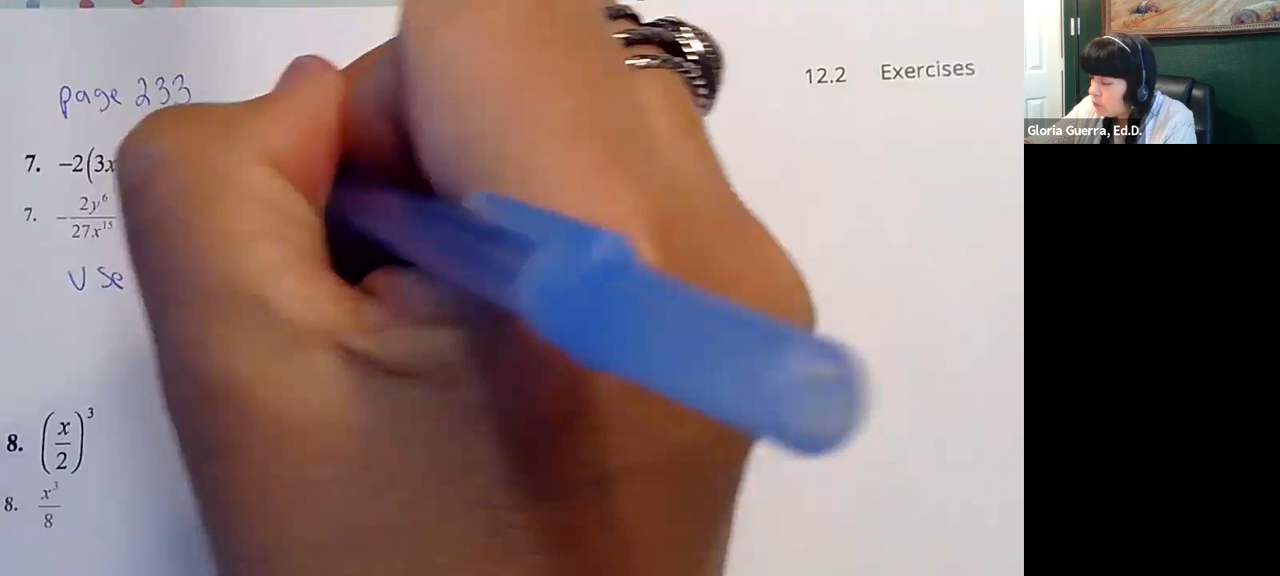 12.2 Exercises
page 233
7. −2(3x
7. − 2y⁶ / 27x¹⁵
Use
8. (x/2)³
8. x³/8
Gloria Guerra, Ed.D.